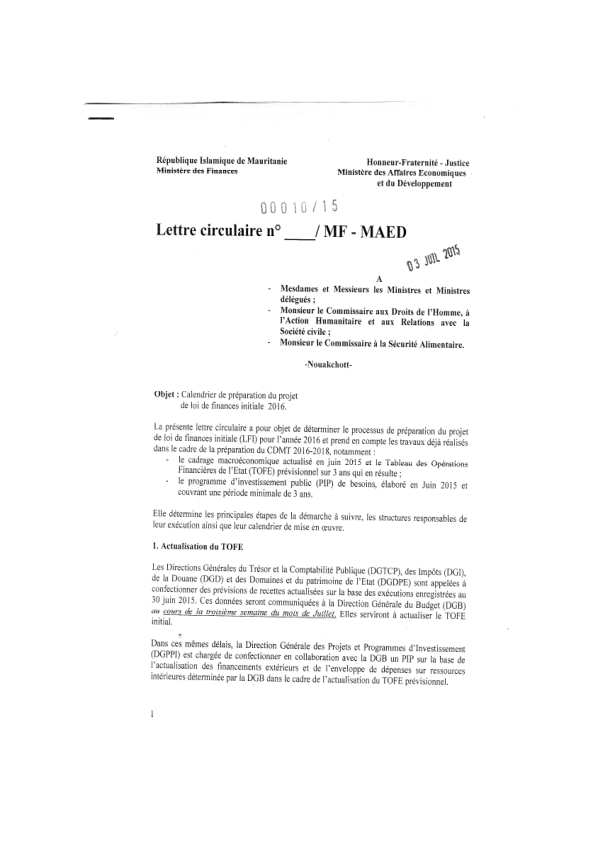 République Islamique de Mauritanie
Ministère des Finances
Honneur-Fraternité - Justice
Ministère des Affaires Economiques
et du Développement
00010/15
Lettre circulaire n° ____/ MF - MAED
03 JUIL 2015
A
- Mesdames et Messieurs les Ministres et Ministres
délégués ;
- Monsieur le Commissaire aux Droits de l'Homme, à
l'Action Humanitaire et aux Relations avec la
Société civile ;
- Monsieur le Commissaire à la Sécurité Alimentaire.
-Nouakchott-
Objet : Calendrier de préparation du projet
de loi de finances initiale 2016.
La présente lettre circulaire a pour objet de déterminer le processus de préparation du projet
de loi de finances initiale (LFI) pour l'année 2016 et prend en compte les travaux déjà réalisés
dans le cadre de la préparation du CDMT 2016-2018, notamment :
- le cadrage macroéconomique actualisé en juin 2015 et le Tableau des Opérations
Financières de l'Etat (TOFE) prévisionnel sur 3 ans qui en résulte ;
- le programme d'investissement public (PIP) de besoins, élaboré en Juin 2015 et
couvrant une période minimale de 3 ans.
Elle détermine les principales étapes de la démarche à suivre, les structures responsables de
leur exécution ainsi que leur calendrier de mise en œuvre.
1. Actualisation du TOFE
Les Directions Générales du Trésor et la Comptabilité Publique (DGTCP), des Impôts (DGI),
de la Douane (DGD) et des Domaines et du patrimoine de l'Etat (DGDPE) sont appelées à
confectionner des prévisions de recettes actualisées sur la base des exécutions enregistrées au
30 juin 2015. Ces données seront communiquées à la Direction Générale du Budget (DGB)
au cours de la troisième semaine du mois de Juillet. Elles serviront à actualiser le TOFE
initial.
Dans ces mêmes délais, la Direction Générale des Projets et Programmes d'Investissement
(DGPPI) est chargée de confectionner en collaboration avec la DGB un PIP sur la base de
l'actualisation des financements extérieurs et de l'enveloppe de dépenses sur ressources
intérieures déterminée par la DGB dans le cadre de l'actualisation du TOFE prévisionnel.
1